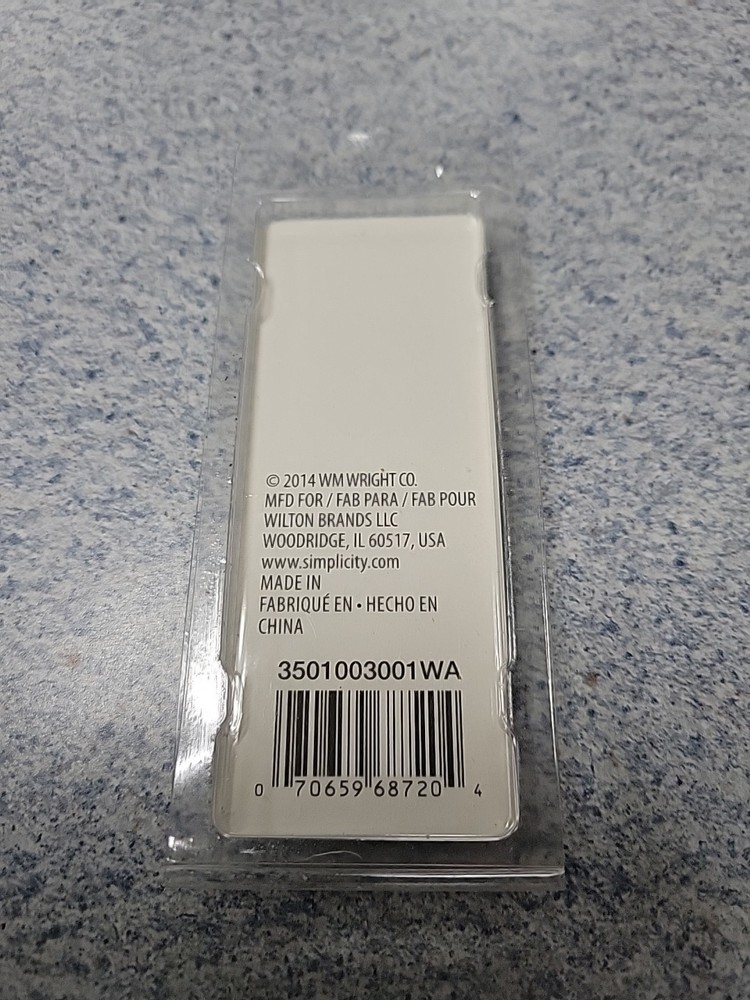 © 2014 WM WRIGHT CO.
MFD FOR / FAB PARA / FAB POUR
WILTON BRANDS LLC
WOODRIDGE, IL 60517, USA
www.simplicity.com
MADE IN
FABRIQUÉ EN • HECHO EN
CHINA
3501003001WA
0 70659 68720 4